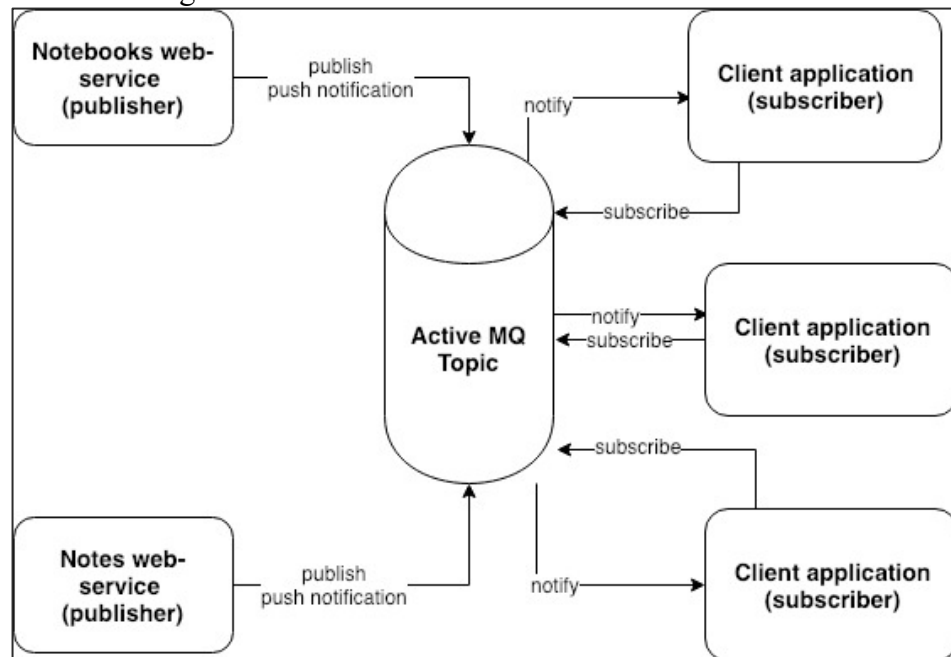 Notebooks web-
service
(publisher)
publish
push notification
notify
Client application
(subscriber)
subscribe
Active MQ
Topic
notify
subscribe
Client application
(subscriber)
subscribe
Notes web-
service
(publisher)
publish
push notification
notify
Client application
(subscriber)